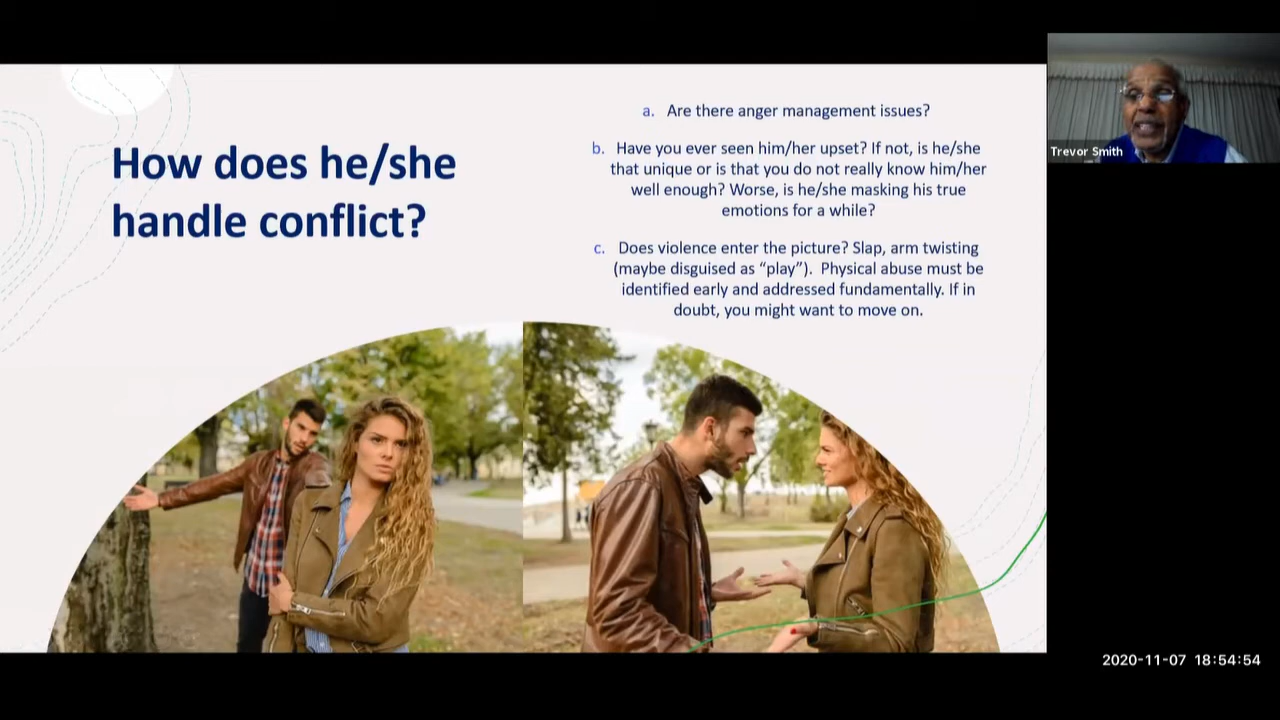 How does he/she
handle conflict?
a. Are there anger management issues?
b. Have you ever seen him/her upset? If not, is he/she
that unique or is that you do not really know him/her
well enough? Worse, is he/she masking his true
emotions for a while?
c. Does violence enter the picture? Slap, arm twisting
(maybe disguised as “play”). Physical abuse must be
identified early and addressed fundamentally. If in
doubt, you might want to move on.
Trevor Smith
2020-11-07 18:54:54